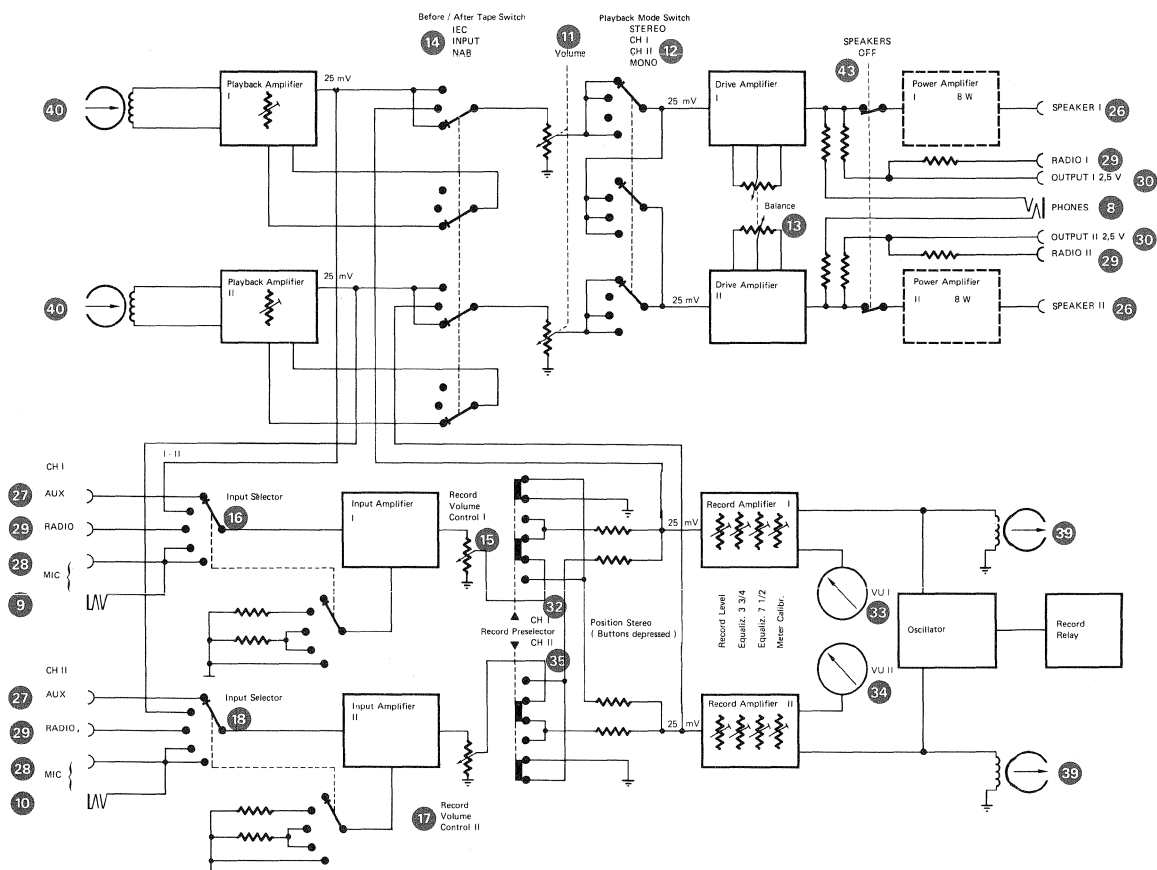 Before / After Tape Switch
IEC
INPUT
NAB
14
11
Volume
Playback Mode Switch
STEREO
CH I
CH II
MONO
12
SPEAKERS
OFF
43
40
Playback Amplifier
I
25 mV
25 mV
Drive Amplifier
I
Power Amplifier
I 8 W
SPEAKER I 26
RADIO I 29
OUTPUT I 2,5 V 30
PHONES 8
Balance
13
OUTPUT II 2,5 V 30
RADIO II 29
40
Playback Amplifier
II
25 mV
25 mV
Drive Amplifier
II
Power Amplifier
II 8 W
SPEAKER II 26
I - II
CH I
27 AUX
29 RADIO
28
MIC
9
Input Selector
16
Input Amplifier
I
Record
Volume
Control I
15
32
CH I
Record Preselector
CH II
35
Position Stereo
( Buttons depressed )
25 mV
Record Amplifier I
Record Level
Equaliz. 3 3/4
Equaliz. 7 1/2
Meter Calibr.
VU I
33
VU II
34
Oscillator
Record
Relay
39
CH II
27 AUX
29 RADIO,
28
MIC
10
Input Selector
18
Input Amplifier
II
17
Record
Volume
Control II
25 mV
Record Amplifier II
39